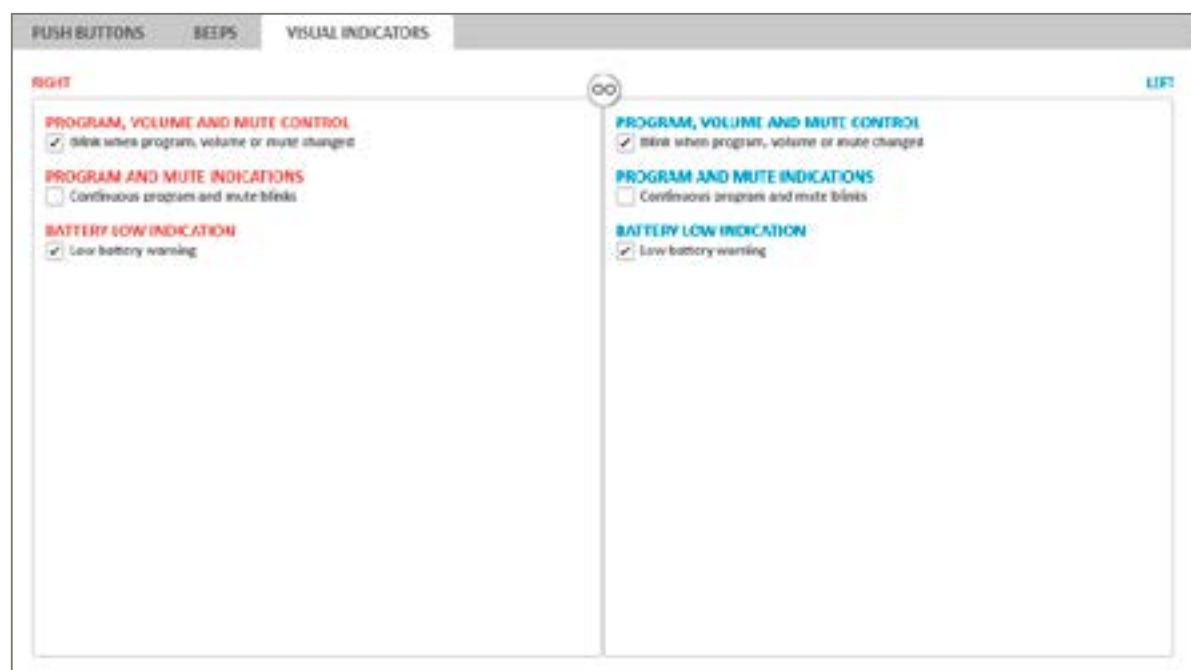 PUSH BUTTONS BEEPS VISUAL INDICATORS
RIGHT LEFT
PROGRAM, VOLUME AND MUTE CONTROL
Blink when program, volume or mute changed
PROGRAM AND MUTE INDICATIONS
Continuous program and mute blinks
BATTERY LOW INDICATION
Low battery warning
PROGRAM, VOLUME AND MUTE CONTROL
Blink when program, volume or mute changed
PROGRAM AND MUTE INDICATIONS
Continuous program and mute blinks
BATTERY LOW INDICATION
Low battery warning